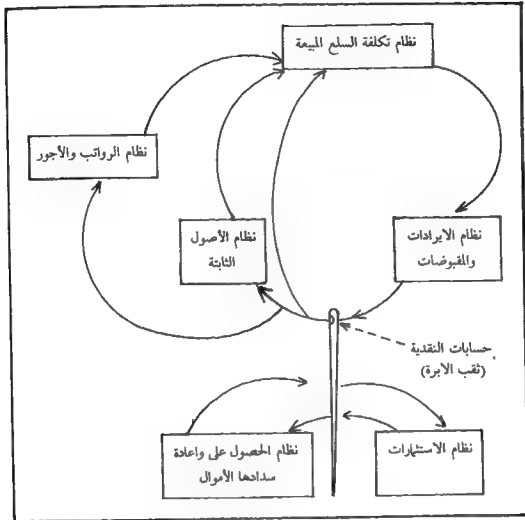 نظام تكلفة السلع المبيعة
نظام الرواتب والأجور
نظام الأصول
الثابتة
نظام الايرادات
والمقبوضات
حسابات النقدية
(ثقب الابرة)
نظام الحصول على واعادة
سدادها الأموال
نظام الاستثمارات